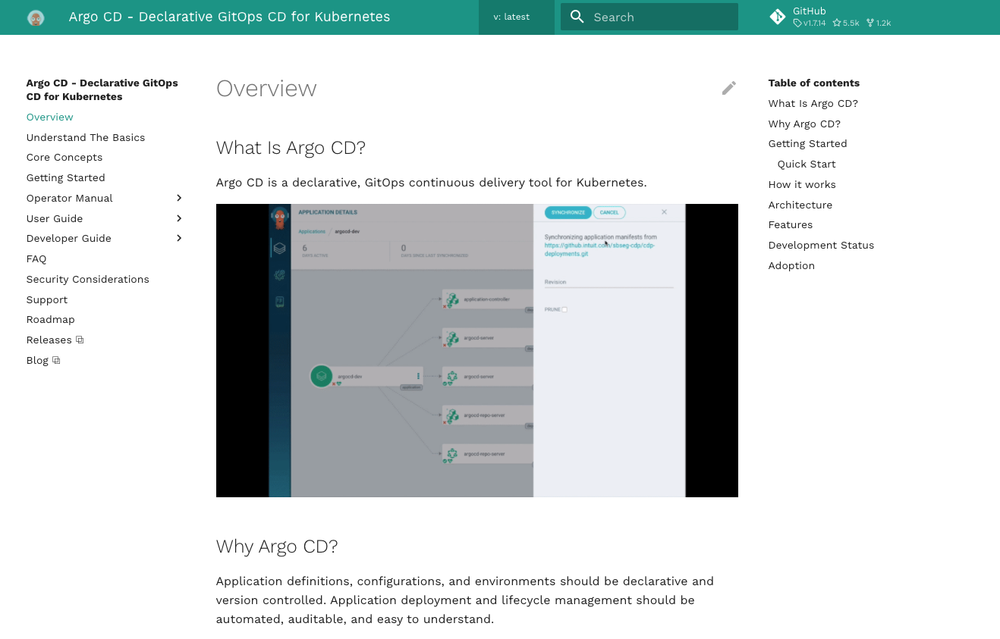 Argo CD - Declarative GitOps CD for Kubernetes
v: latest
Search
GitHub
v1.7.14 5.5k 1.2k
Argo CD - Declarative GitOps
CD for Kubernetes
Overview
Understand The Basics
Core Concepts
Getting Started
Operator Manual
User Guide
Developer Guide
FAQ
Security Considerations
Support
Roadmap
Releases
Blog
Overview
What Is Argo CD?
Argo CD is a declarative, GitOps continuous delivery tool for Kubernetes.
APPLICATION DETAILS
Applications / argocd-dev
6
DAYS ACTIVE
0
DAYS SINCE LAST SYNCHRONIZED
argocd-dev
application
application-controller
argocd-server
argocd-server
argocd-repo-server
argocd-repo-server
SYNCHRONIZE CANCEL
Synchronizing application manifests from
https://github.intuit.com/sbseg-cdp/cdp-
deployments.git
Revision
PRUNE
Why Argo CD?
Application definitions, configurations, and environments should be declarative and
version controlled. Application deployment and lifecycle management should be
automated, auditable, and easy to understand.
Table of contents
What Is Argo CD?
Why Argo CD?
Getting Started
Quick Start
How it works
Architecture
Features
Development Status
Adoption